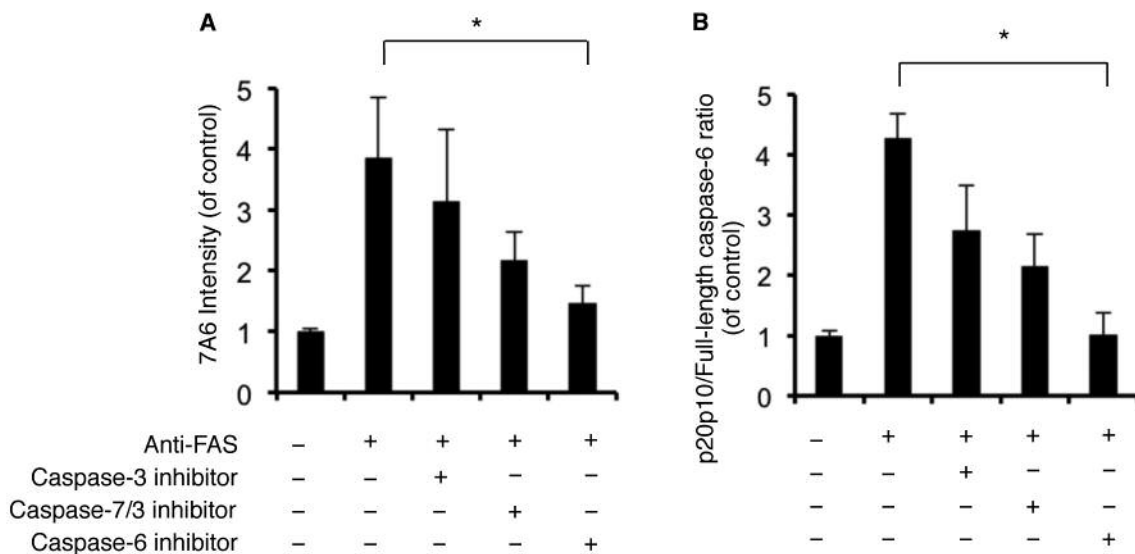 A
*
7A6 Intensity (of control)
5
4
3
2
1
0
Anti-FAS – + + + +
Caspase-3 inhibitor – – + – –
Caspase-7/3 inhibitor – – – + –
Caspase-6 inhibitor – – – – +
B
*
p20p10/Full-length caspase-6 ratio
(of control)
5
4
3
2
1
0
– + + + +
– – + – –
– – – + –
– – – – +